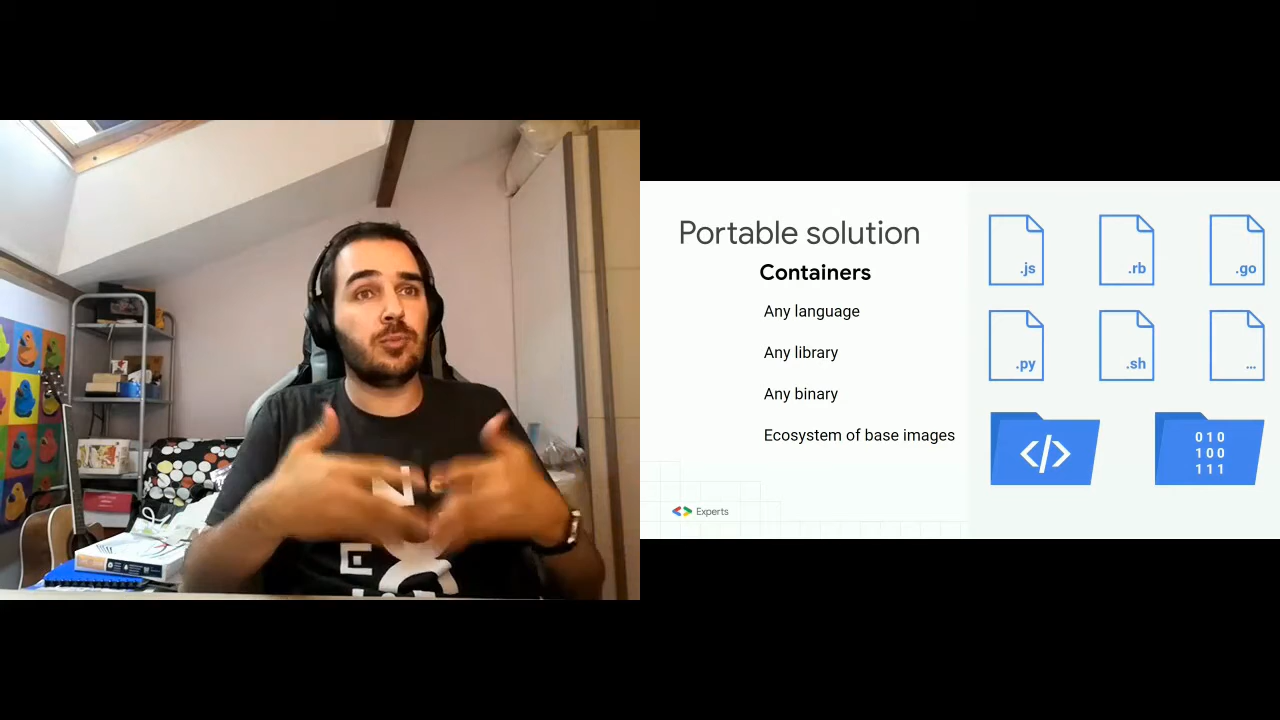 Portable solution
Containers
Any language
Any library
Any binary
Ecosystem of base images
Experts
.js
.rb
.go
.py
.sh
...
</>
010
100
111
N
E